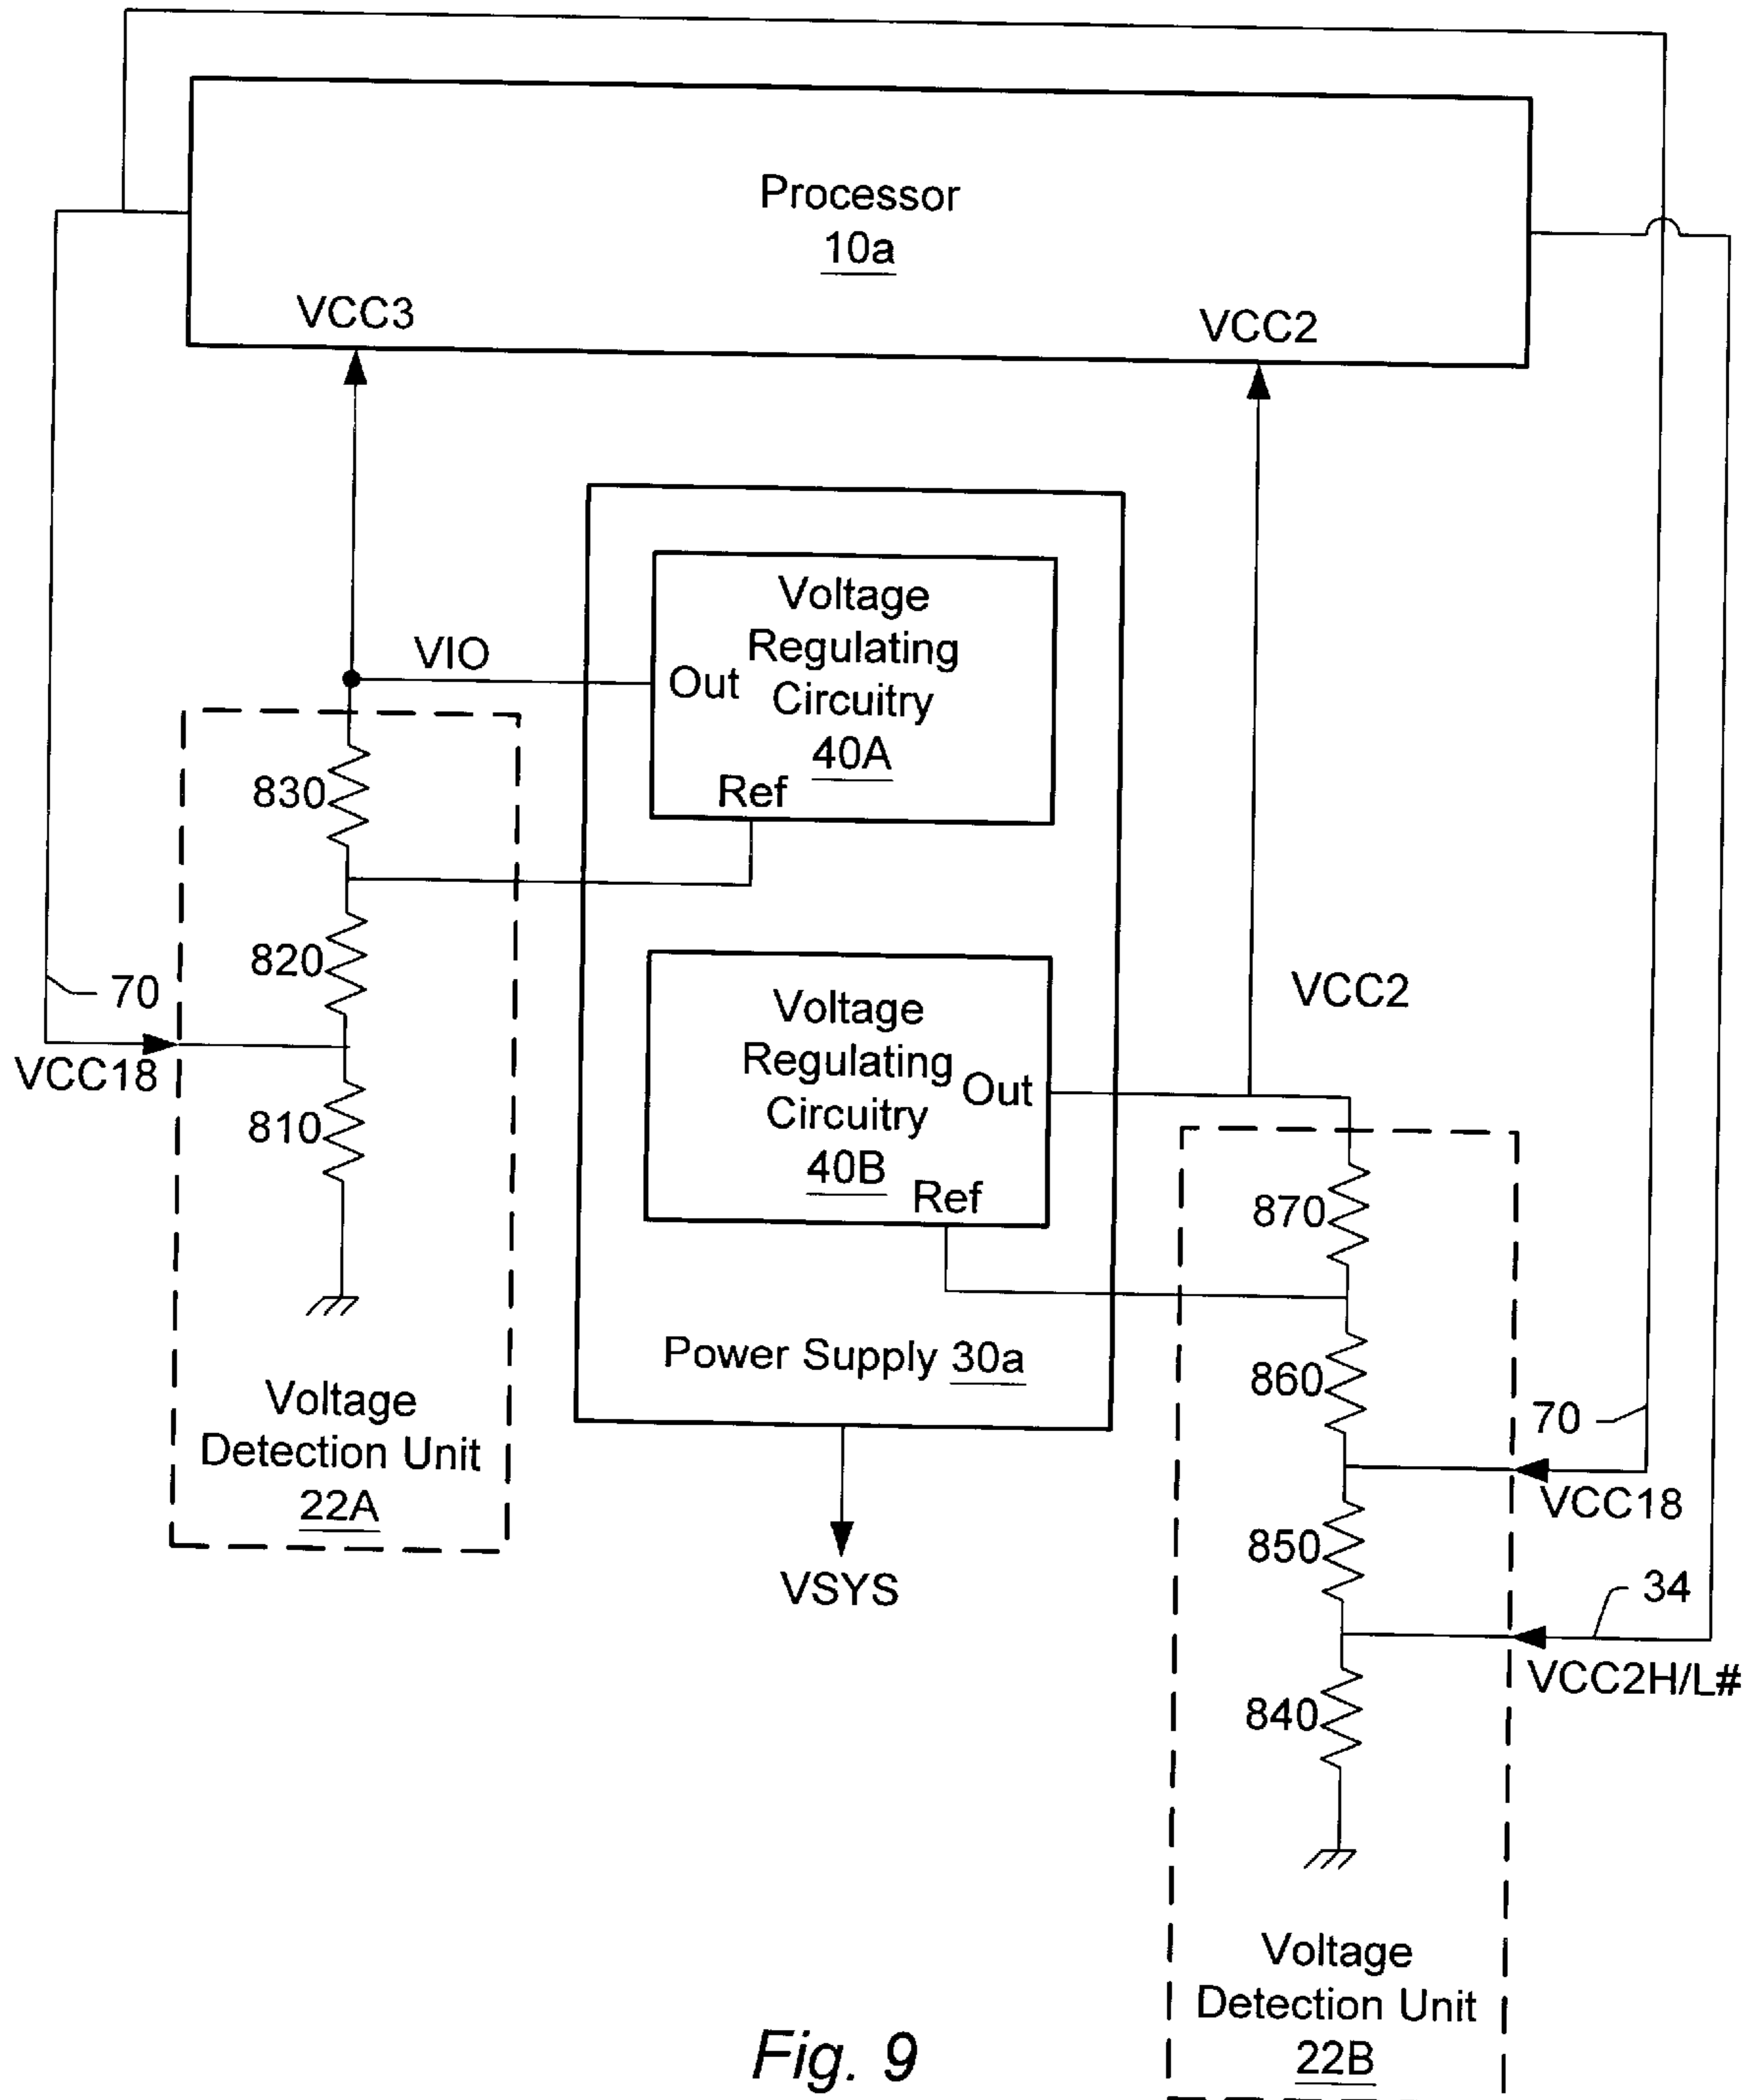 Processor
10a
VCC3
VCC2
Voltage
Regulating
Circuitry
40A
Out
Ref
VIO
830
820
810
70
VCC18
Voltage
Detection Unit
22A
Voltage
Regulating
Circuitry
40B
Out
Ref
VCC2
Power Supply 30a
VSYS
870
860
850
840
70
VCC18
34
VCC2H/L#
Voltage
Detection Unit
22B
Fig. 9